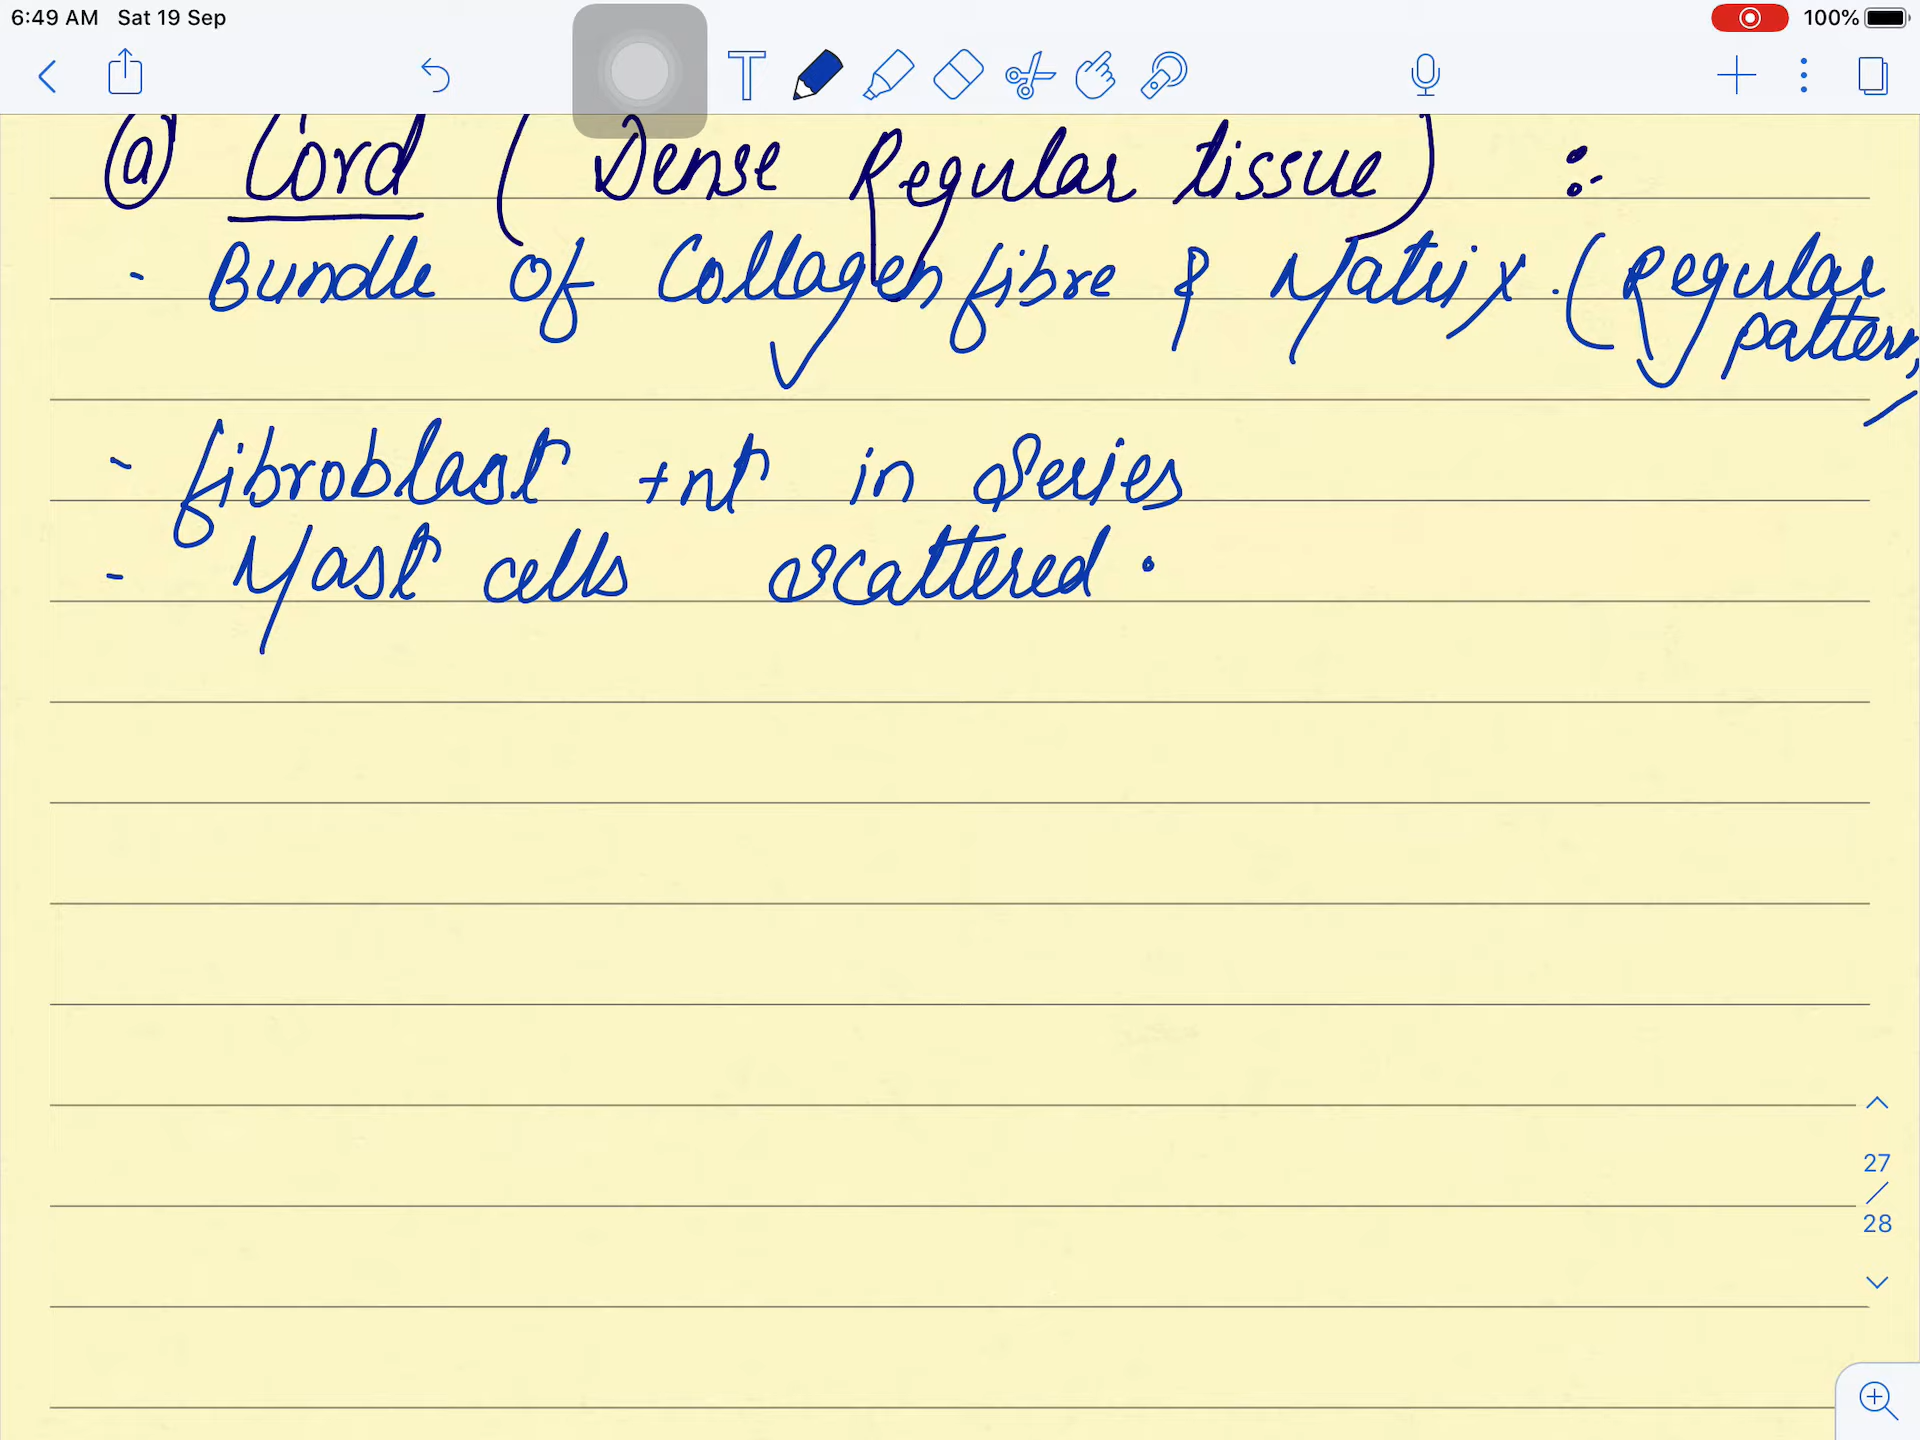 6:49 AM Sat 19 Sep 100%
T
(a) Cord ( Dense Regular tissue ) :-
- Bundle of Collagen fibre & Matrix . ( Regular
pattern)
- fibroblast +nt in Series
- Mast cells scattered .
27
/
28